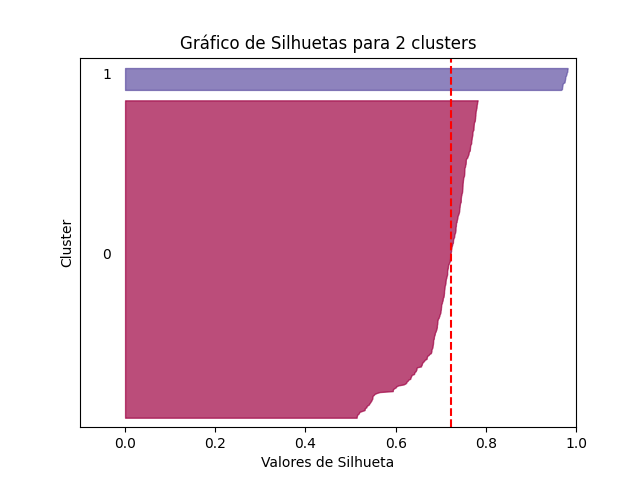 Gráfico de Silhuetas para 2 clusters
1
0
Cluster
0.0 0.2 0.4 0.6 0.8 1.0
Valores de Silhueta